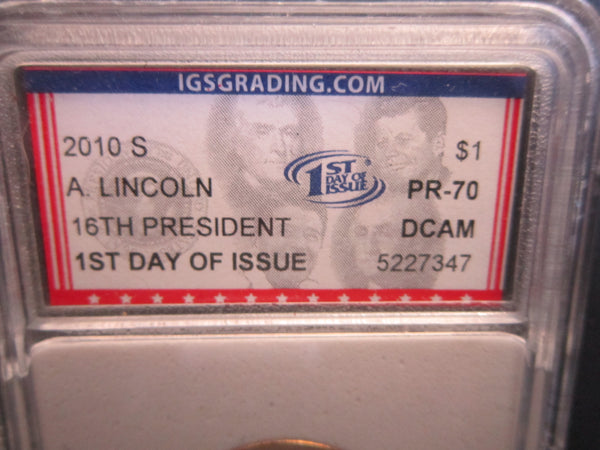 IGSGRADING.COM
2010 S $1
A. LINCOLN PR-70
16TH PRESIDENT DCAM
1ST DAY OF ISSUE 5227347
1ST
DAY OF
ISSUE